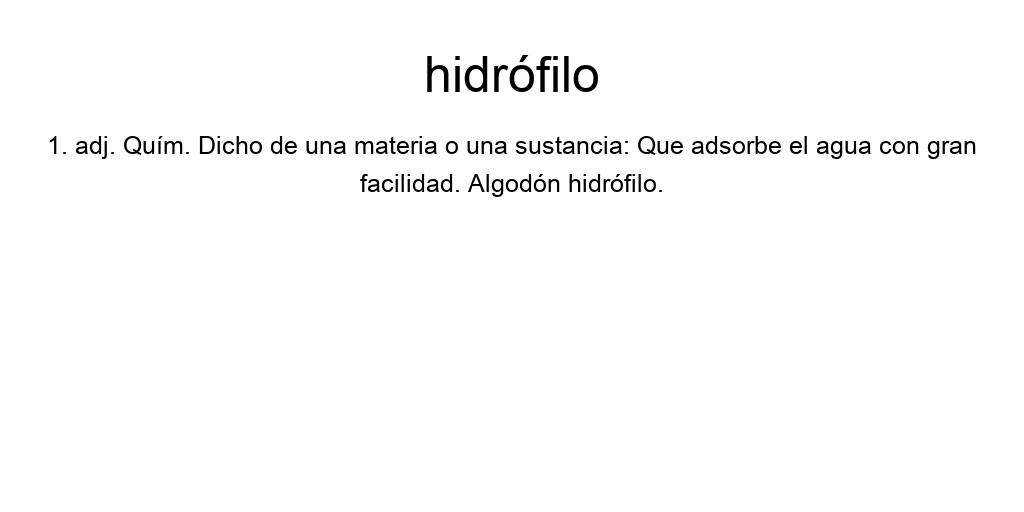 hidrófilo
1. adj. Quím. Dicho de una materia o una sustancia: Que adsorbe el agua con gran
facilidad. Algodón hidrófilo.